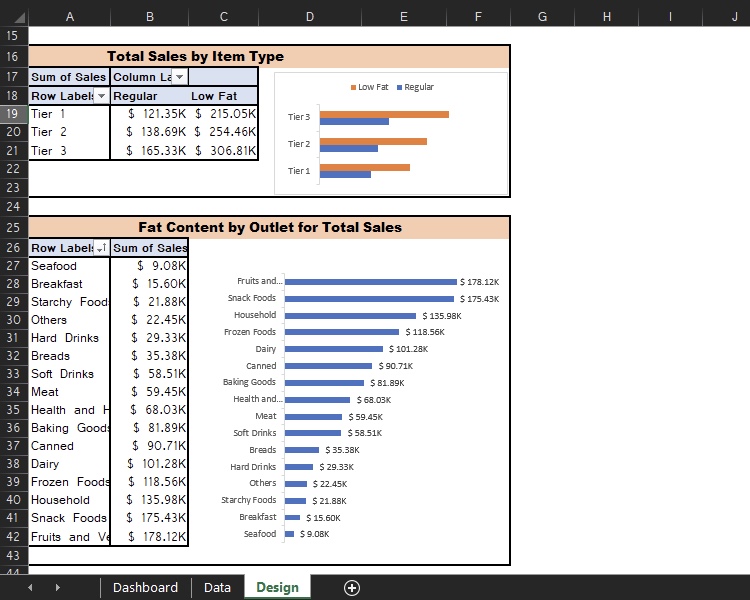 A B C D E F G H I J
15
16 Total Sales by Item Type
17 Sum of Sales Column La
18 Row Labels Regular Low Fat
19 Tier 1 $ 121.35K $ 215.05K
20 Tier 2 $ 138.69K $ 254.46K
21 Tier 3 $ 165.33K $ 306.81K
22
23
Low Fat Regular
Tier 3
Tier 2
Tier 1
24
25 Fat Content by Outlet for Total Sales
26 Row Labels Sum of Sales
27 Seafood $ 9.08K
28 Breakfast $ 15.60K
29 Starchy Foods $ 21.88K
30 Others $ 22.45K
31 Hard Drinks $ 29.33K
32 Breads $ 35.38K
33 Soft Drinks $ 58.51K
34 Meat $ 59.45K
35 Health and H $ 68.03K
36 Baking Goods $ 81.89K
37 Canned $ 90.71K
38 Dairy $ 101.28K
39 Frozen Foods $ 118.56K
40 Household $ 135.98K
41 Snack Foods $ 175.43K
42 Fruits and Ve $ 178.12K
43
44
Fruits and... $ 178.12K
Snack Foods $ 175.43K
Household $ 135.98K
Frozen Foods $ 118.56K
Dairy $ 101.28K
Canned $ 90.71K
Baking Goods $ 81.89K
Health and... $ 68.03K
Meat $ 59.45K
Soft Drinks $ 58.51K
Breads $ 35.38K
Hard Drinks $ 29.33K
Others $ 22.45K
Starchy Foods $ 21.88K
Breakfast $ 15.60K
Seafood $ 9.08K
Dashboard Data Design